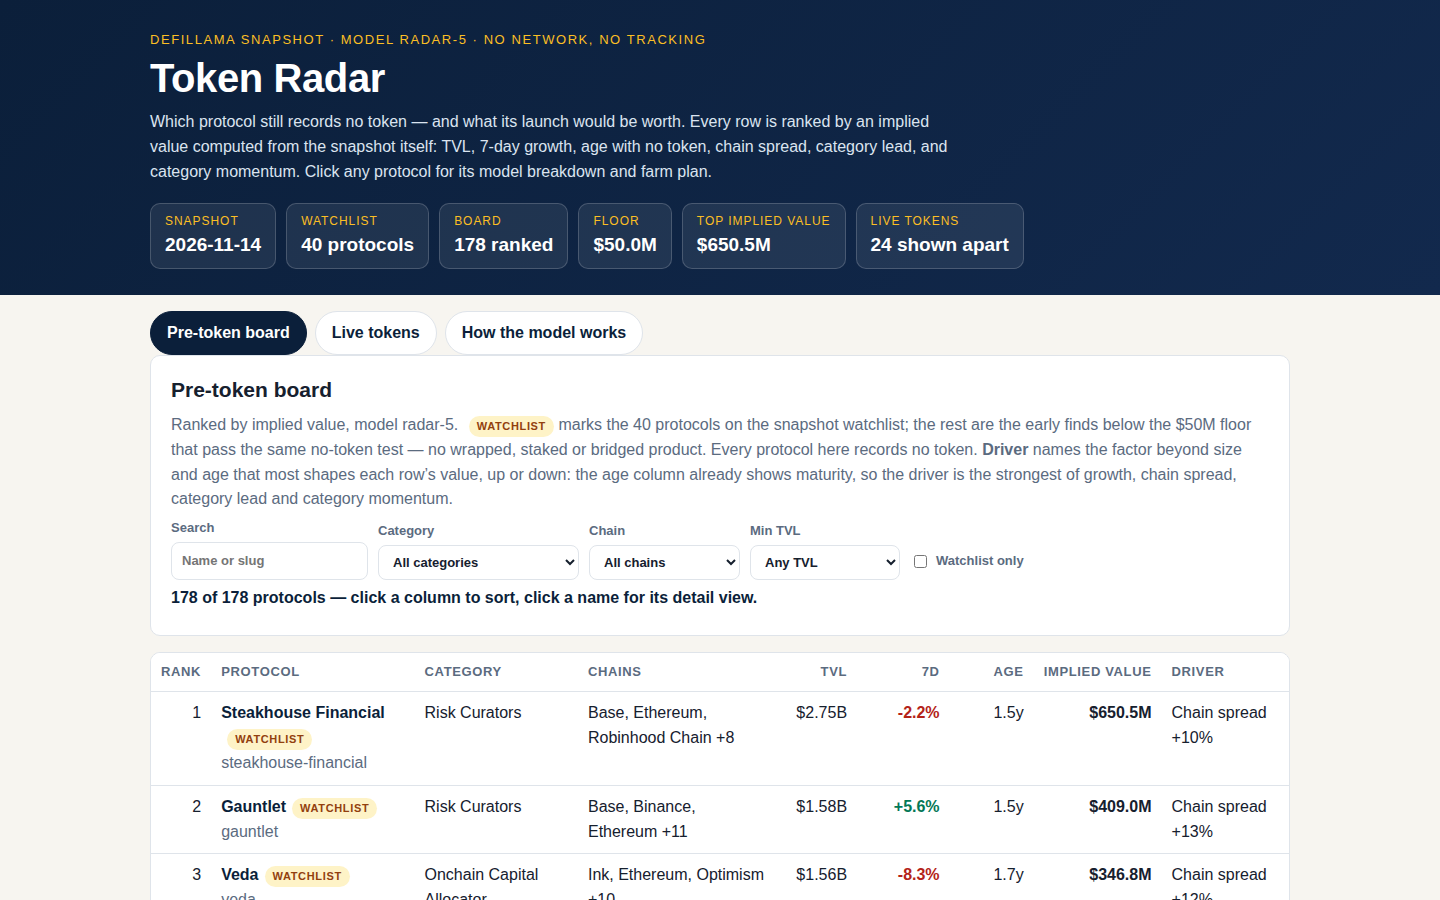 DEFILLAMA SNAPSHOT · MODEL RADAR-5 · NO NETWORK, NO TRACKING
Token Radar
Which protocol still records no token — and what its launch would be worth. Every row is ranked by an implied
value computed from the snapshot itself: TVL, 7-day growth, age with no token, chain spread, category lead, and
category momentum. Click any protocol for its model breakdown and farm plan.
SNAPSHOT WATCHLIST BOARD FLOOR TOP IMPLIED VALUE LIVE TOKENS
2026-11-14 40 protocols 178 ranked $50.0M $650.5M 24 shown apart
Pre-token board Live tokens How the model works
Pre-token board
Ranked by implied value, model radar-5. WATCHLIST marks the 40 protocols on the snapshot watchlist; the rest are the early finds below the $50M floor
that pass the same no-token test — no wrapped, staked or bridged product. Every protocol here records no token. Driver names the factor beyond size
and age that most shapes each row’s value, up or down: the age column already shows maturity, so the driver is the strongest of growth, chain spread,
category lead and category momentum.
Search Category Chain Min TVL
Name or slug All categories All chains Any TVL Watchlist only
178 of 178 protocols — click a column to sort, click a name for its detail view.
RANK PROTOCOL CATEGORY CHAINS TVL 7D AGE IMPLIED VALUE DRIVER
1 Steakhouse Financial Risk Curators Base, Ethereum, $2.75B -2.2% 1.5y $650.5M Chain spread
WATCHLIST Robinhood Chain +8 +10%
steakhouse-financial
2 Gauntlet WATCHLIST Risk Curators Base, Binance, $1.58B +5.6% 1.5y $409.0M Chain spread
gauntlet Ethereum +11 +13%
3 Veda WATCHLIST Onchain Capital Ink, Ethereum, Optimism $1.56B -8.3% 1.7y $346.8M Chain spread
veda Allocator +10 +12%